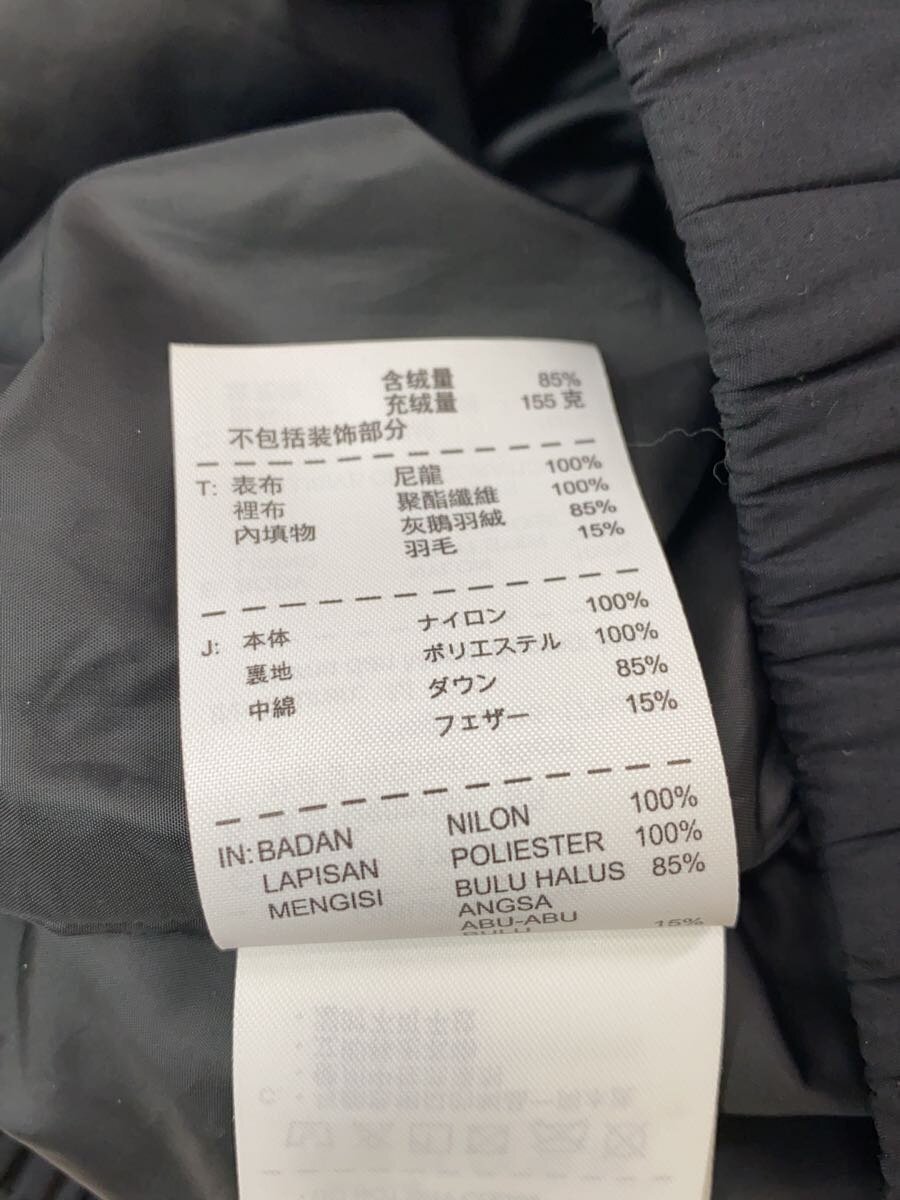 含绒量 85%
充绒量 155 克
不包括装饰部分
T: 表布 尼龍 100%
裡布 聚酯纖維 100%
內填物 灰鵝羽絨 85%
羽毛 15%
J: 本体 ナイロン 100%
裏地 ポリエステル 100%
中綿 ダウン 85%
フェザー 15%
IN: BADAN NILON 100%
LAPISAN POLIESTER 100%
MENGISI BULU HALUS 85%
ANGSA
ABU-ABU
BULU 15%